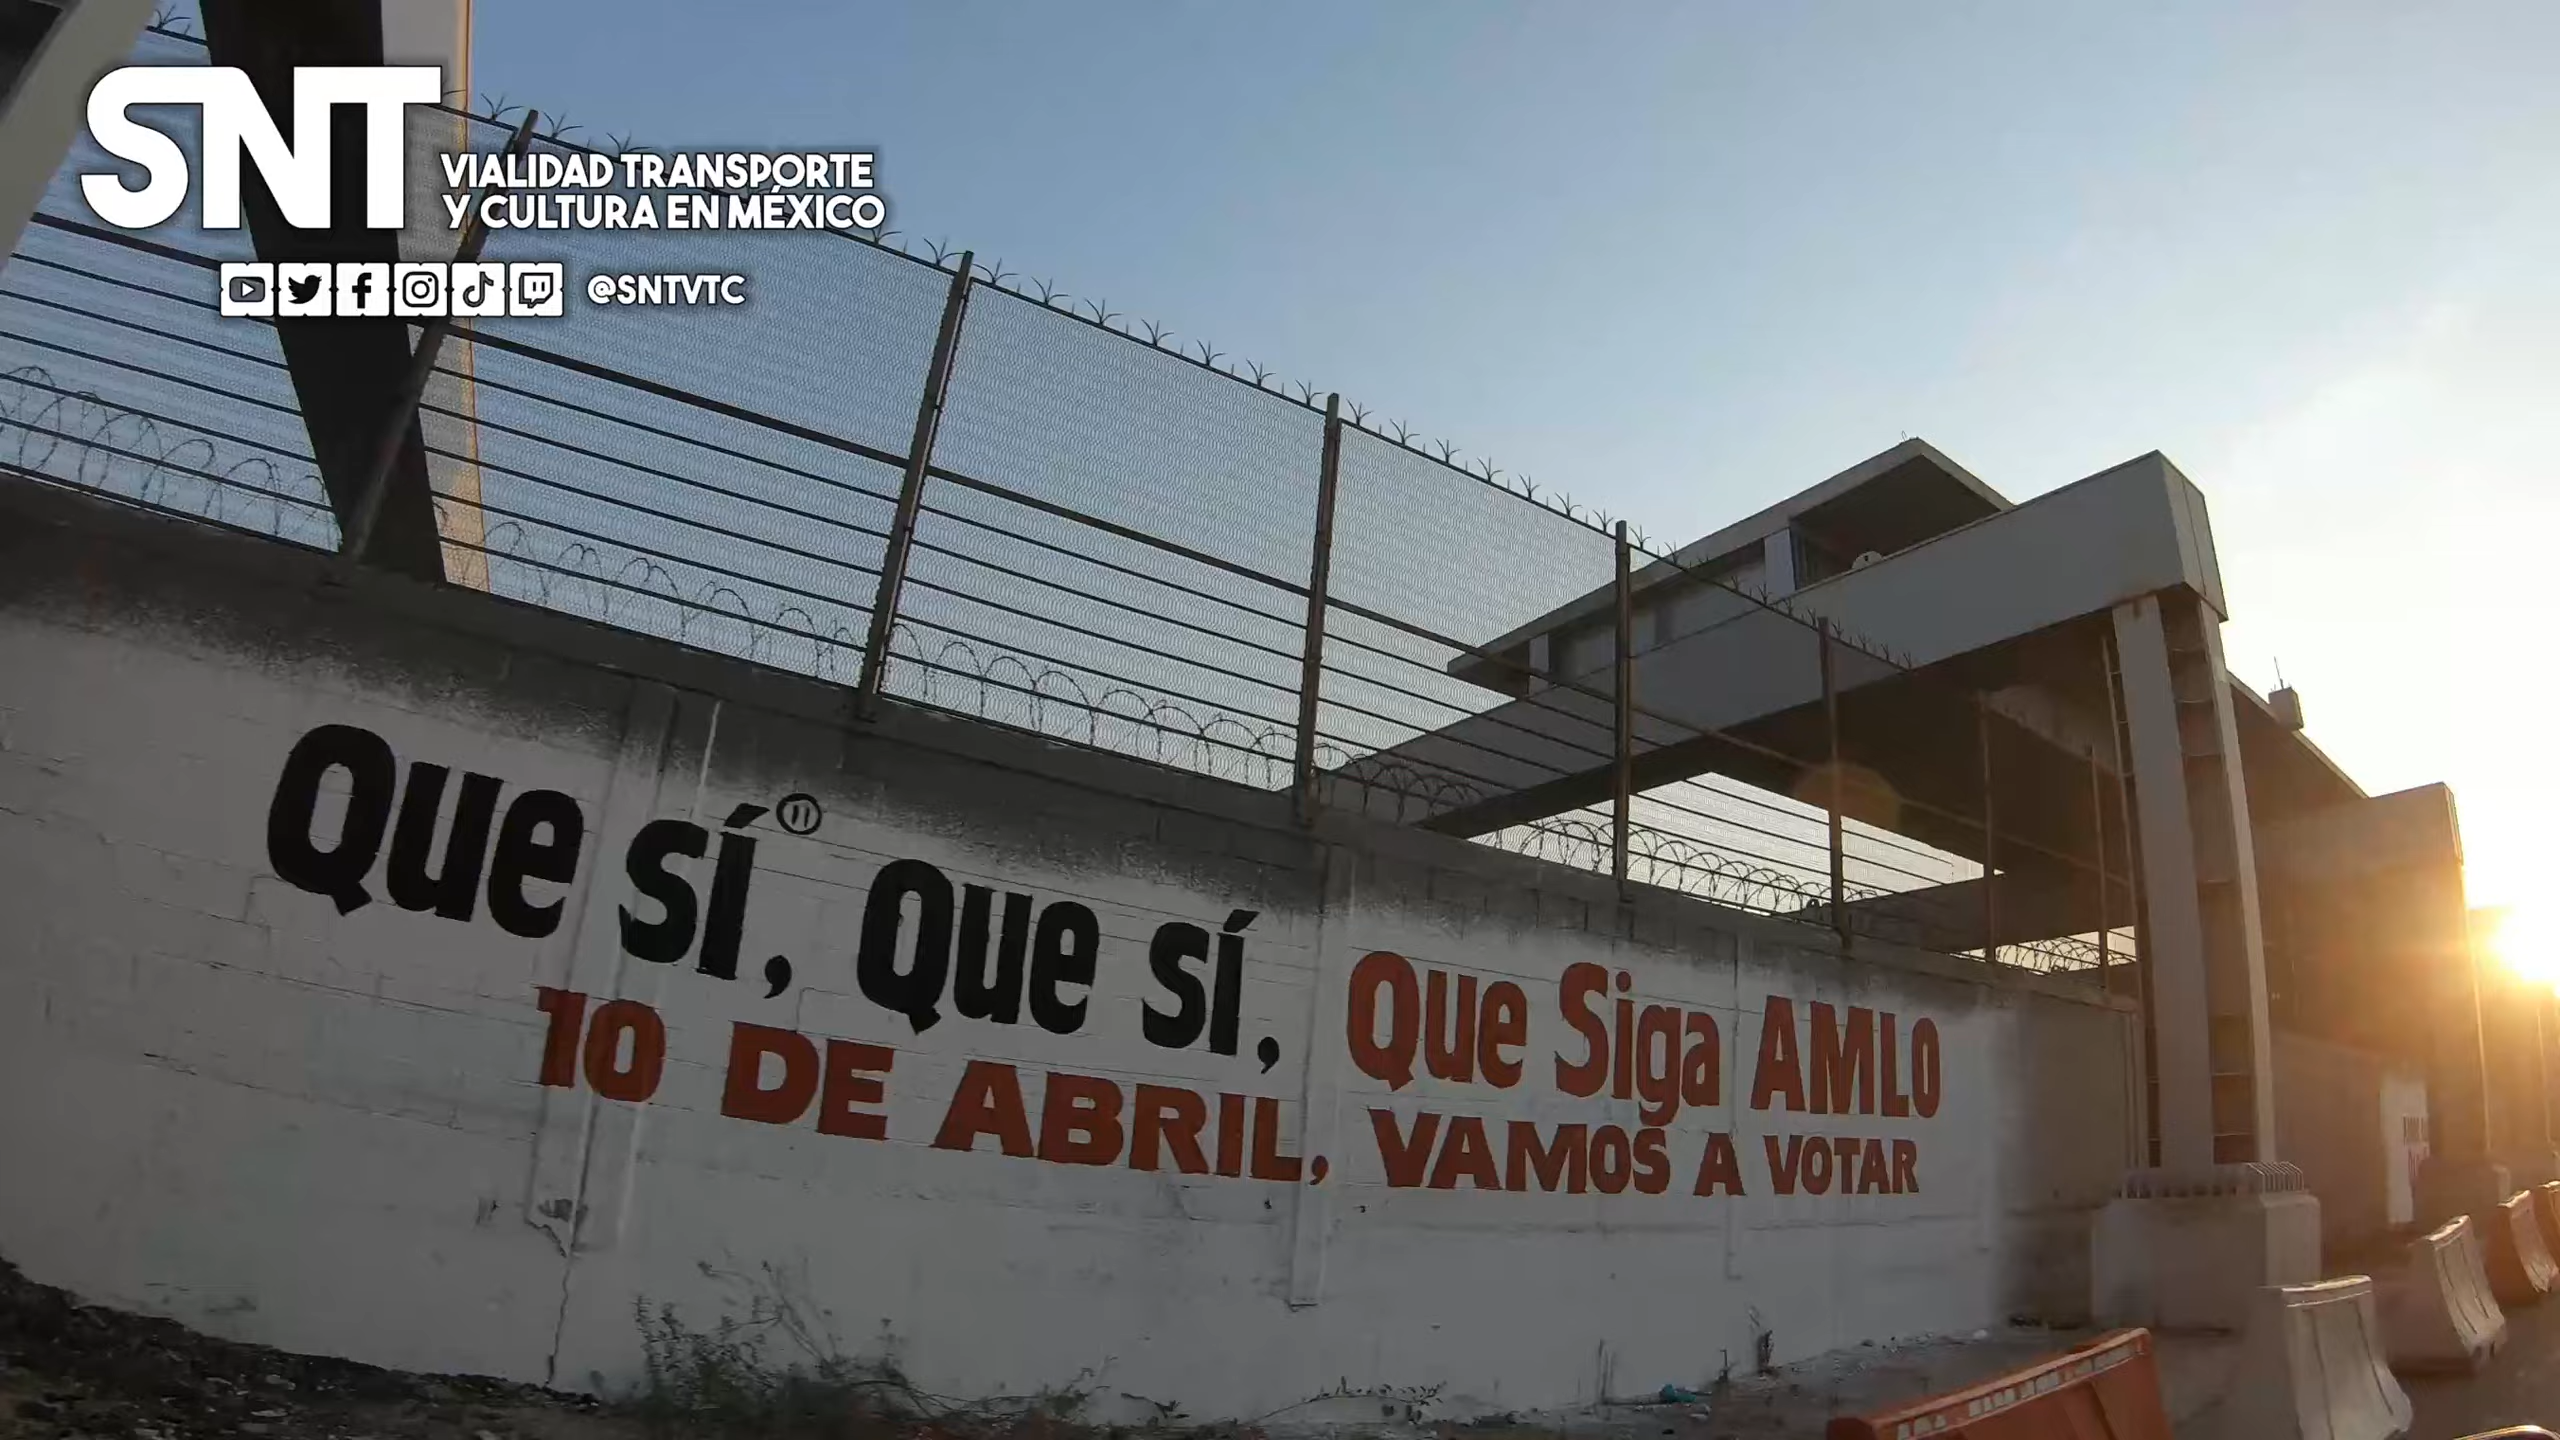 SNT
VIALIDAD TRANSPORTE
Y CULTURA EN MÉXICO
@SNTVTC
Que sí, Que sí, Que Siga AMLO
10 DE ABRIL, VAMOS A VOTAR